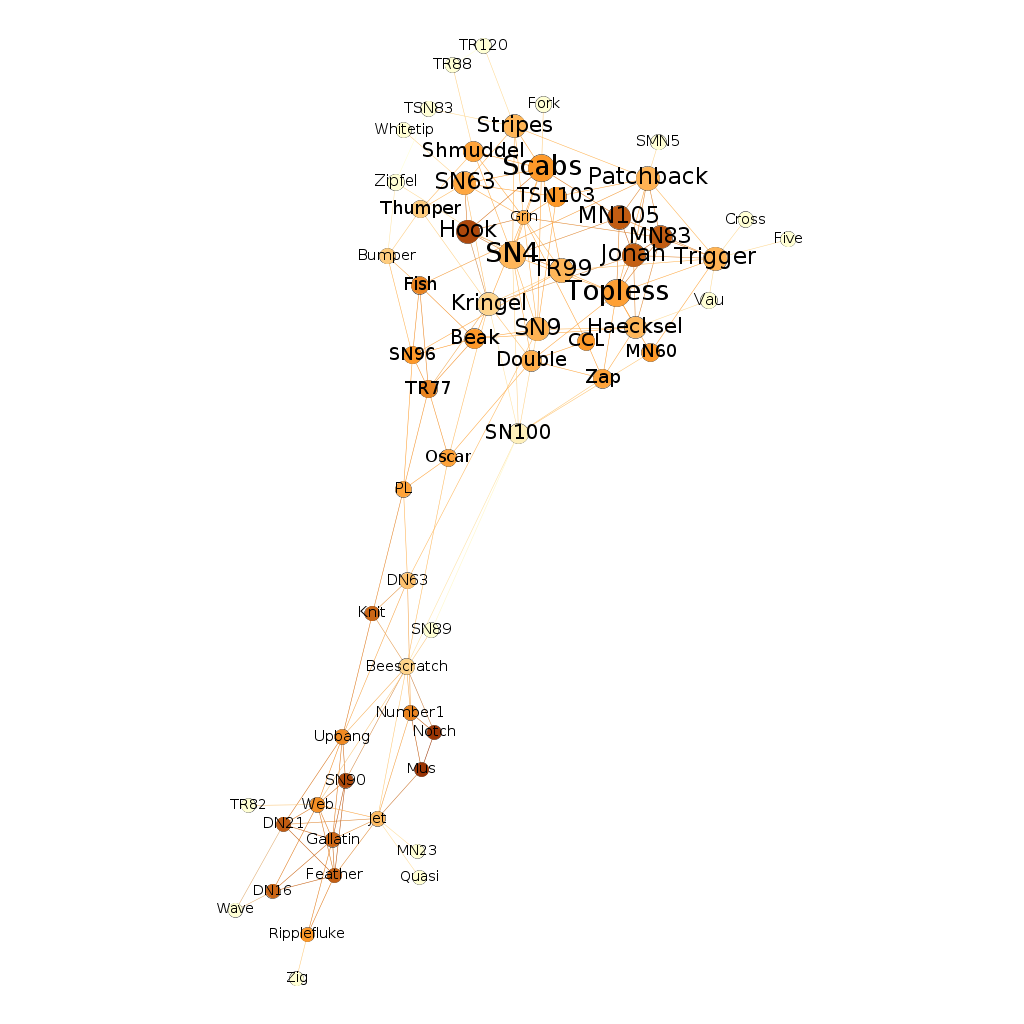 TR120
TR88
Fork
TSN83
Stripes
Whitetip
SMN5
Shmuddel
Scabs
Patchback
Zipfel
SN63
TSN103
Thumper
Grin
MN105
Cross
Hook
MN83
Five
Bumper
SN4
Jonah
Trigger
TR99
Fish
Topless
Kringel
Vau
SN9
Haecksel
Beak
CCL
SN96
Double
MN60
TR77
Zap
SN100
Oscar
PL
DN63
Knit
SN89
Beescratch
Number1
Upbang
Notch
SN90
Mus
TR82
Web
DN21
Jet
Gallatin
MN23
Feather
Quasi
DN16
Wave
Ripplefluke
Zig